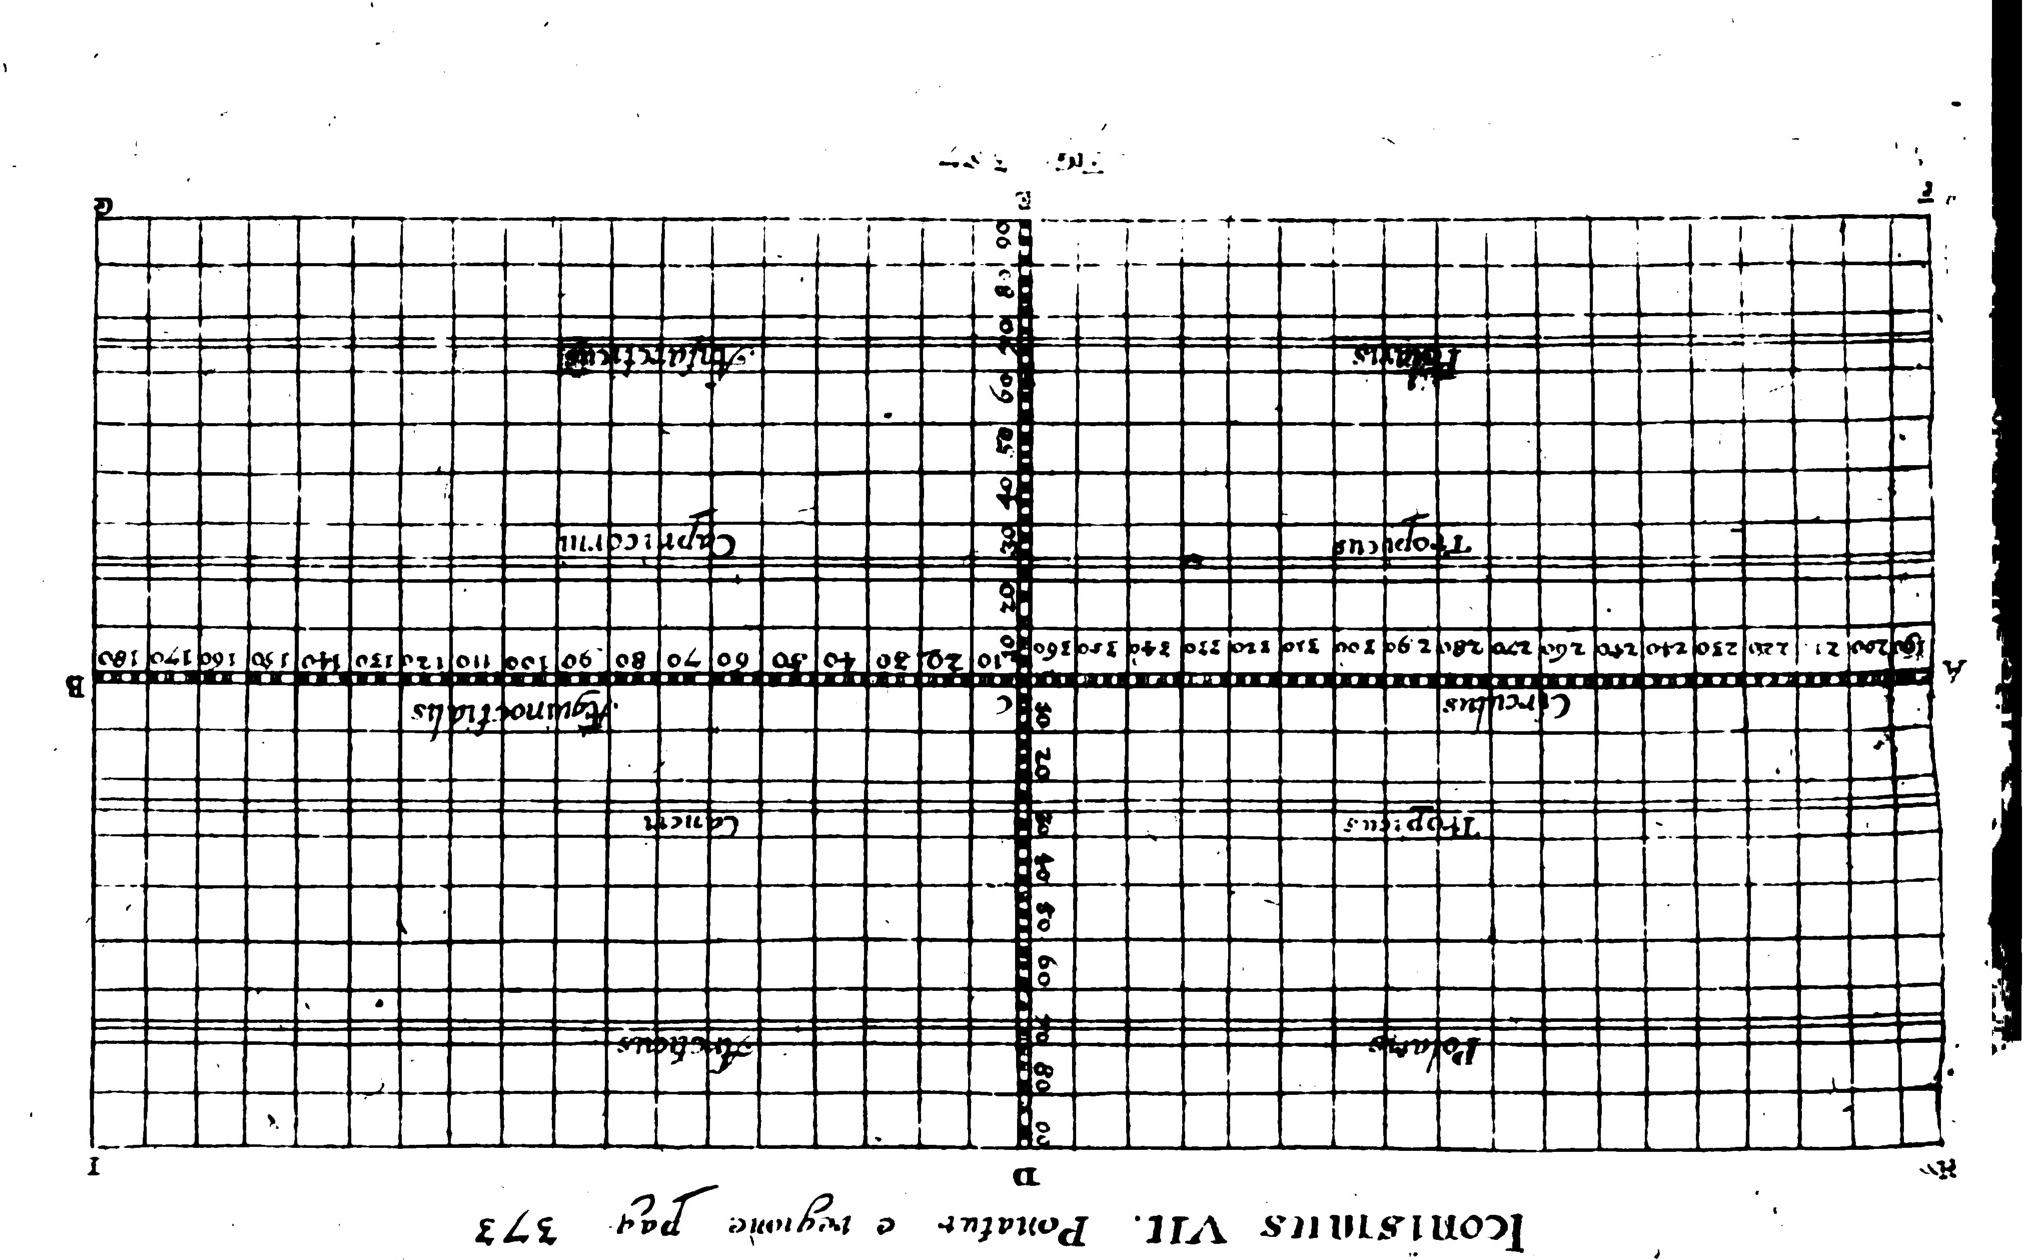 Iconismus VII. Ponatur e regione pag 373
D
I
80
Polaris 70 Arcticus
60
50
40
Tropicus 30 Cancri
20
10
Circulus C Æquinoctialis
A B
190 200 220 230 240 250 260 270 280 290 300 310 320 330 340 350 360 10 20 30 40 50 60 70 80 90 100 110 120 130 140 150 160 170 180
10
20
Tropicus 30 Capricorni
40
50
60
Polaris 70 Antarcticus
80
90
F E G